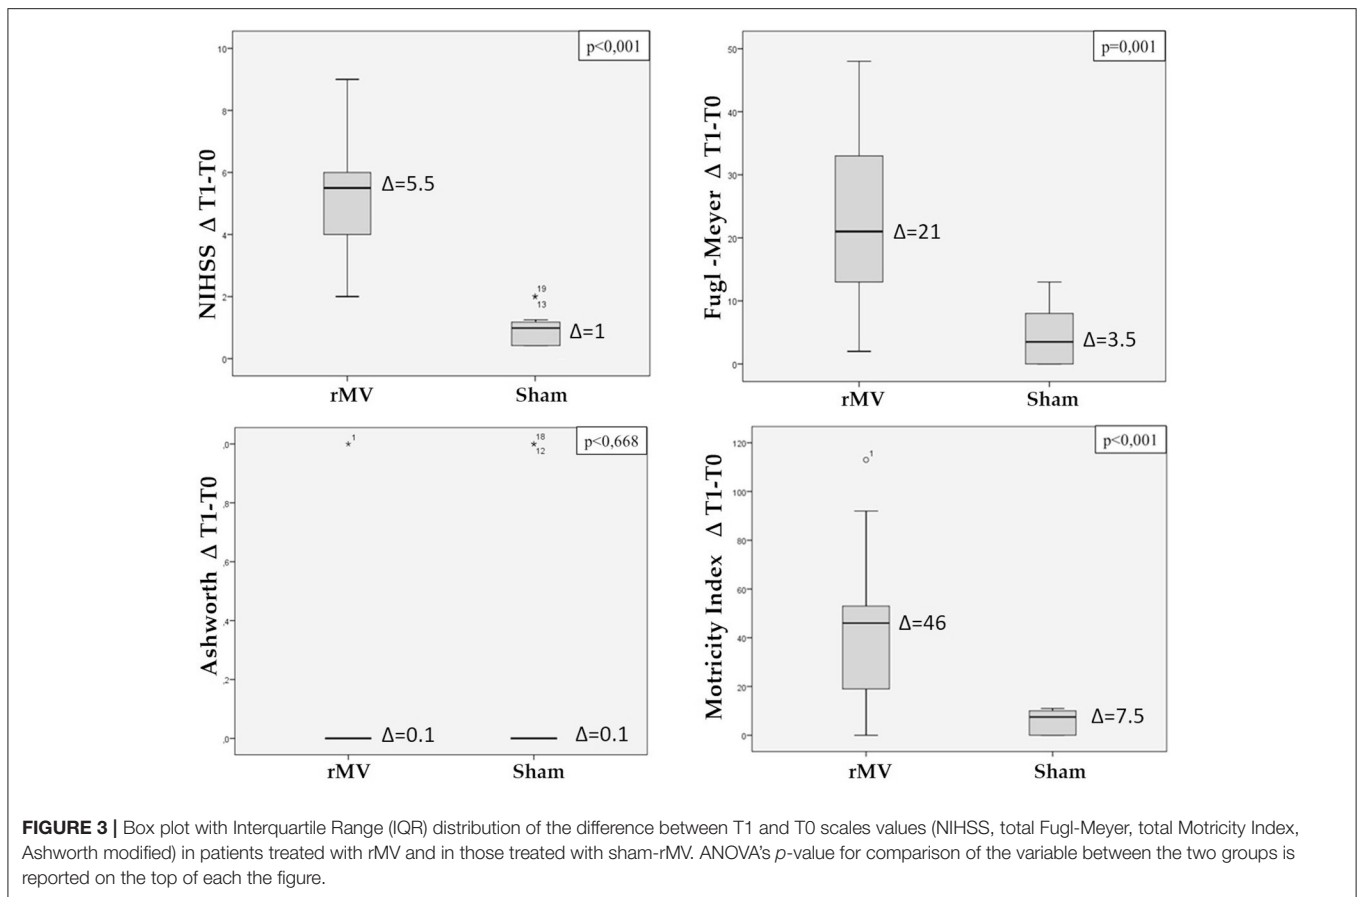 p<0,001
10
8
6
4
2
0
NIHSS Δ T1-T0
Δ=5.5
19
13
Δ=1
rMV
Sham
p=0,001
50
40
30
20
10
0
Fugl-Meyer Δ T1-T0
Δ=21
Δ=3.5
rMV
Sham
p<0,668
,0
,8
,6
,4
,2
,0
Ashworth Δ T1-T0
1
18
12
Δ=0.1
Δ=0.1
rMV
Sham
p<0,001
120
100
80
60
40
20
0
Motricity Index Δ T1-T0
1
Δ=46
Δ=7.5
rMV
Sham
FIGURE 3 | Box plot with Interquartile Range (IQR) distribution of the difference between T1 and T0 scales values (NIHSS, total Fugl-Meyer, total Motricity Index,
Ashworth modified) in patients treated with rMV and in those treated with sham-rMV. ANOVA's p-value for comparison of the variable between the two groups is
reported on the top of each the figure.